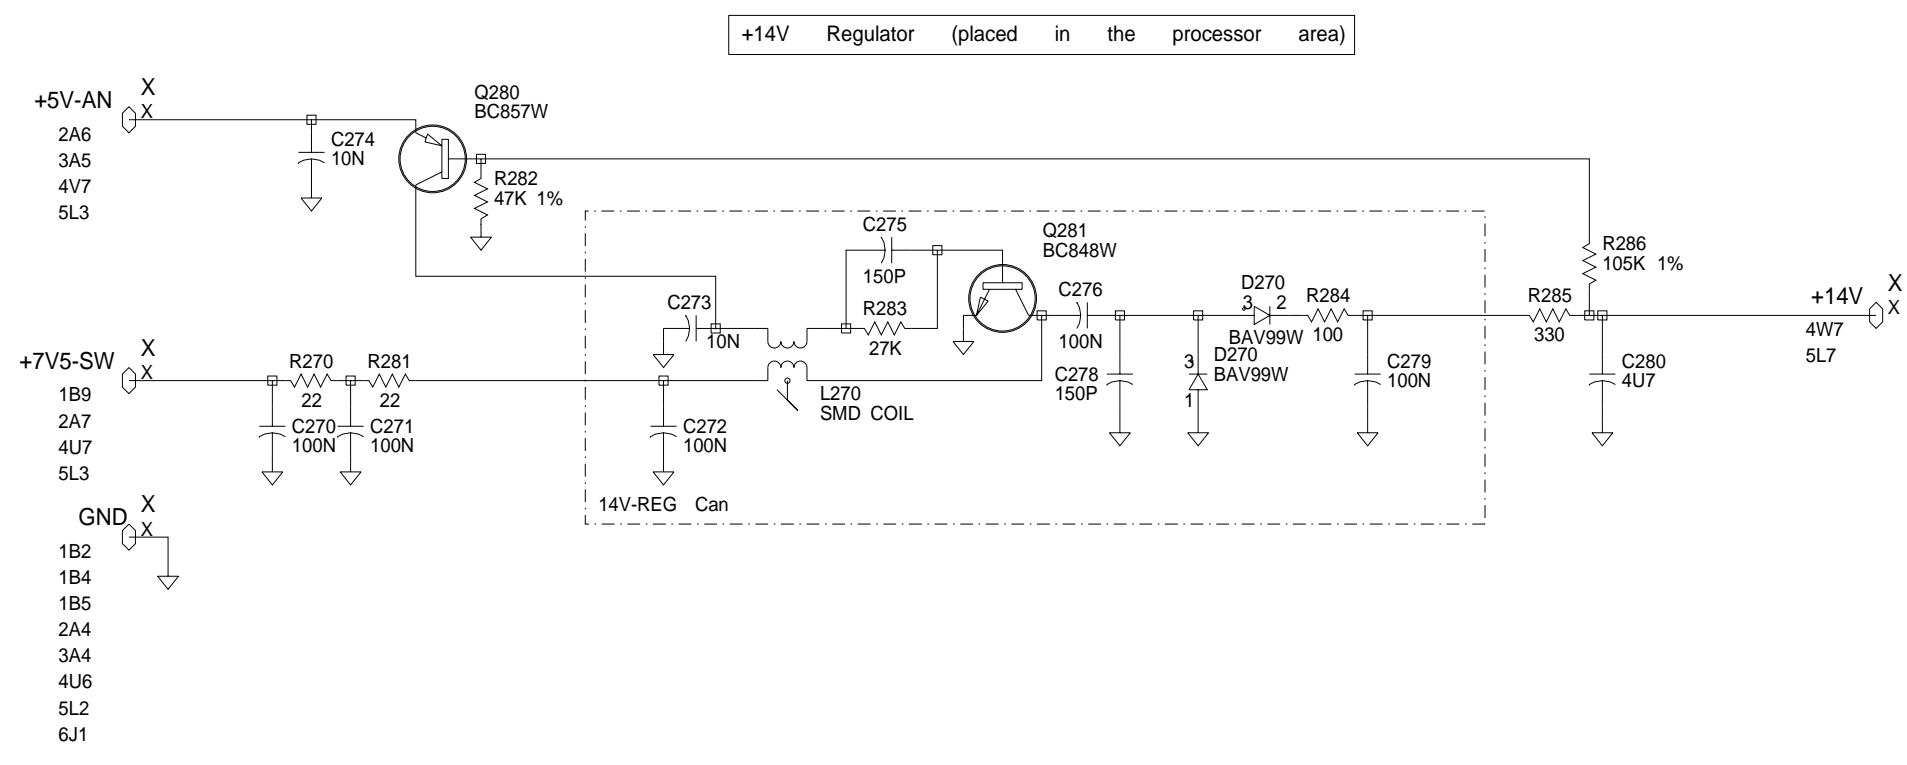 +14V Regulator (placed in the processor area)
+5V-AN
X
X
2A6
3A5
4V7
5L3
C274
10N
Q280
BC857W
R282
47K 1%
C275
150P
Q281
BC848W
R286
105K 1%
C273
10N
R283
27K
C276
100N
D270
3 2
BAV99W
R284
100
R285
330
+14V
X
X
4W7
5L7
+7V5-SW
X
X
1B9
2A7
4U7
5L3
R270
22
R281
22
C270
100N
C271
100N
C272
100N
L270
SMD COIL
C278
150P
3
D270
BAV99W
1
C279
100N
C280
4U7
14V-REG Can
GND
X
X
1B2
1B4
1B5
2A4
3A4
4U6
5L2
6J1